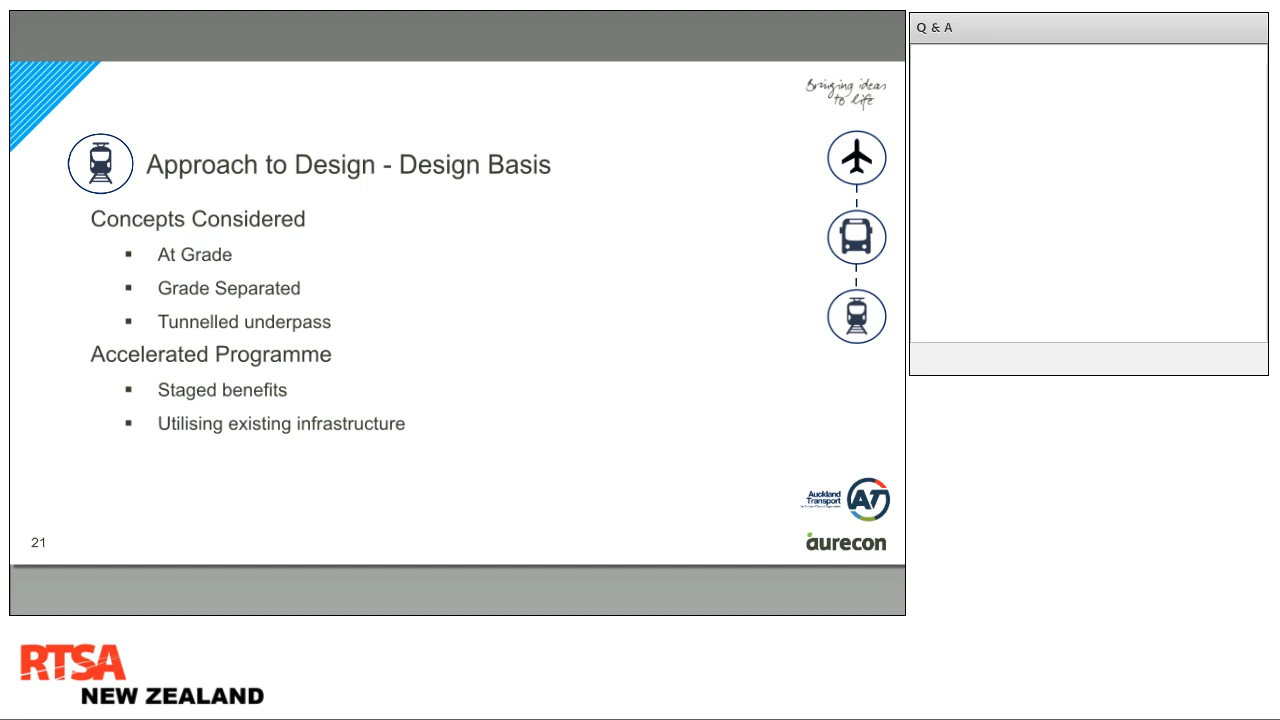 Q & A
Bringing ideas
to life
Approach to Design - Design Basis
Concepts Considered
At Grade
Grade Separated
Tunnelled underpass
Accelerated Programme
Staged benefits
Utilising existing infrastructure
Auckland
Transport
AT
aurecon
21
RTSA
NEW ZEALAND